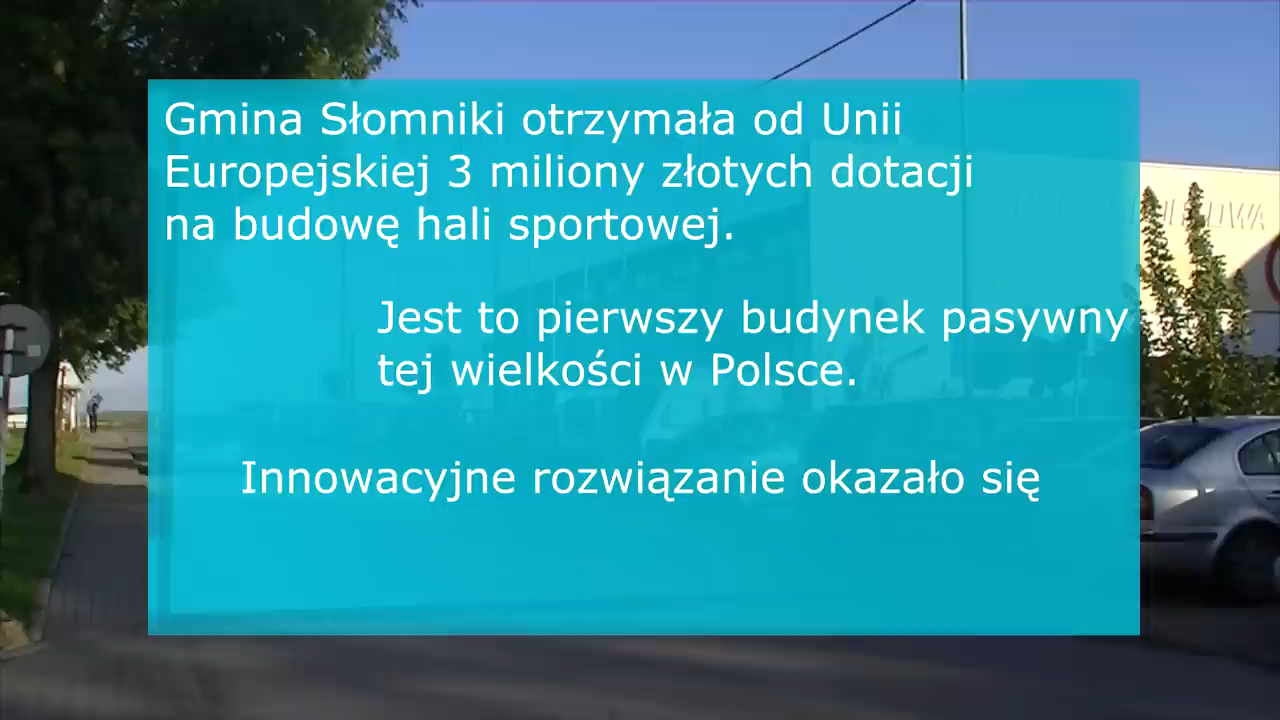 Gmina Słomniki otrzymała od Unii
Europejskiej 3 miliony złotych dotacji
na budowę hali sportowej.
Jest to pierwszy budynek pasywny
tej wielkości w Polsce.
Innowacyjne rozwiązanie okazało się